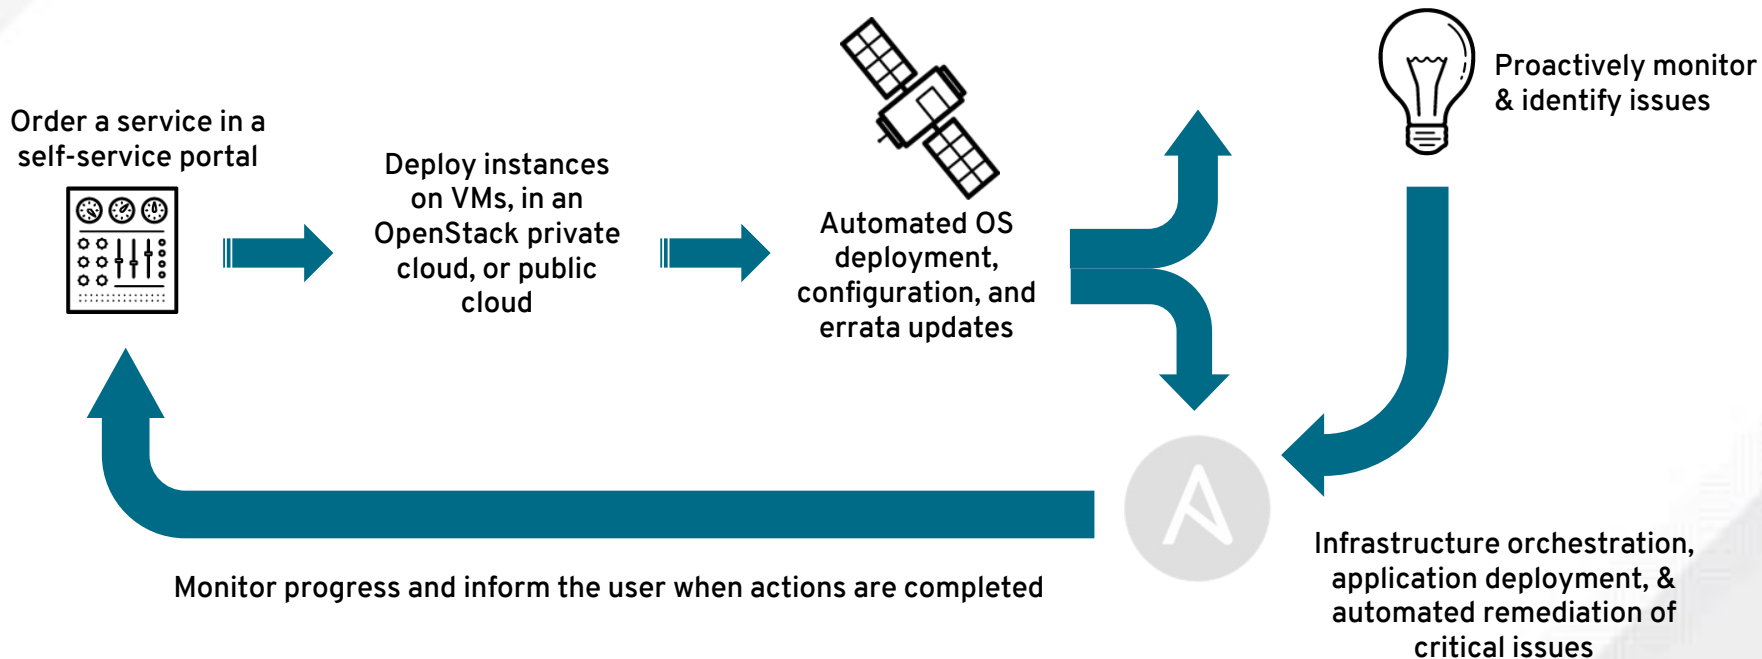 Order a service in a
self-service portal
Deploy instances
on VMs, in an
OpenStack private
cloud, or public
cloud
Automated OS
deployment,
configuration, and
errata updates
Proactively monitor
& identify issues
Infrastructure orchestration,
application deployment, &
automated remediation of
critical issues
Monitor progress and inform the user when actions are completed